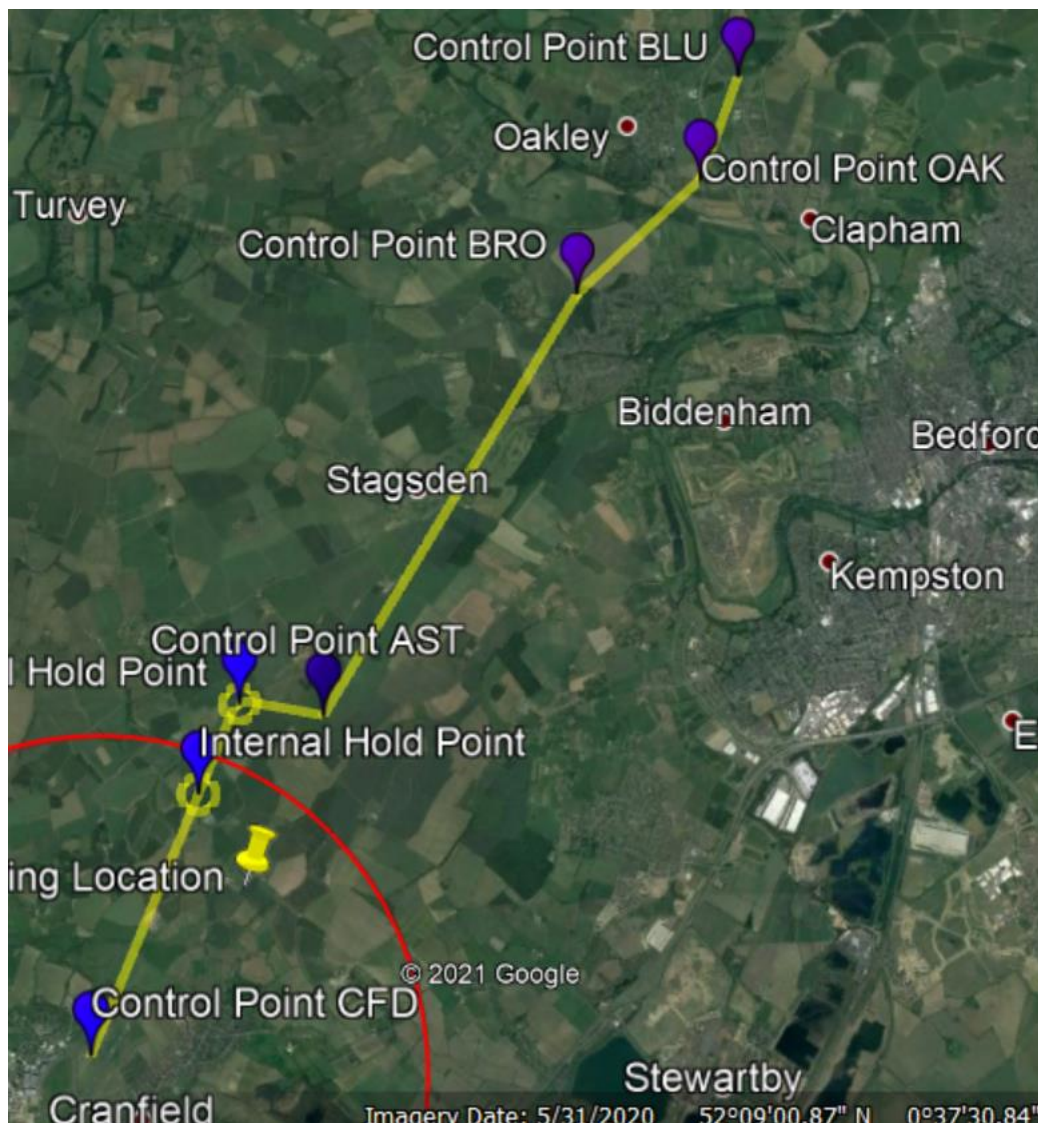 Control Point BLU
Oakley
Control Point OAK
Turvey
Clapham
Control Point BRO
Biddenham
Bedford
Stagsden
Kempston
Control Point AST
l Hold Point
Internal Hold Point
E
ing Location
© 2021 Google
Control Point CFD
Stewartby
Cranfield
Imagery Date: 5/31/2020 52°09'00.87" N 0°37'30.84"